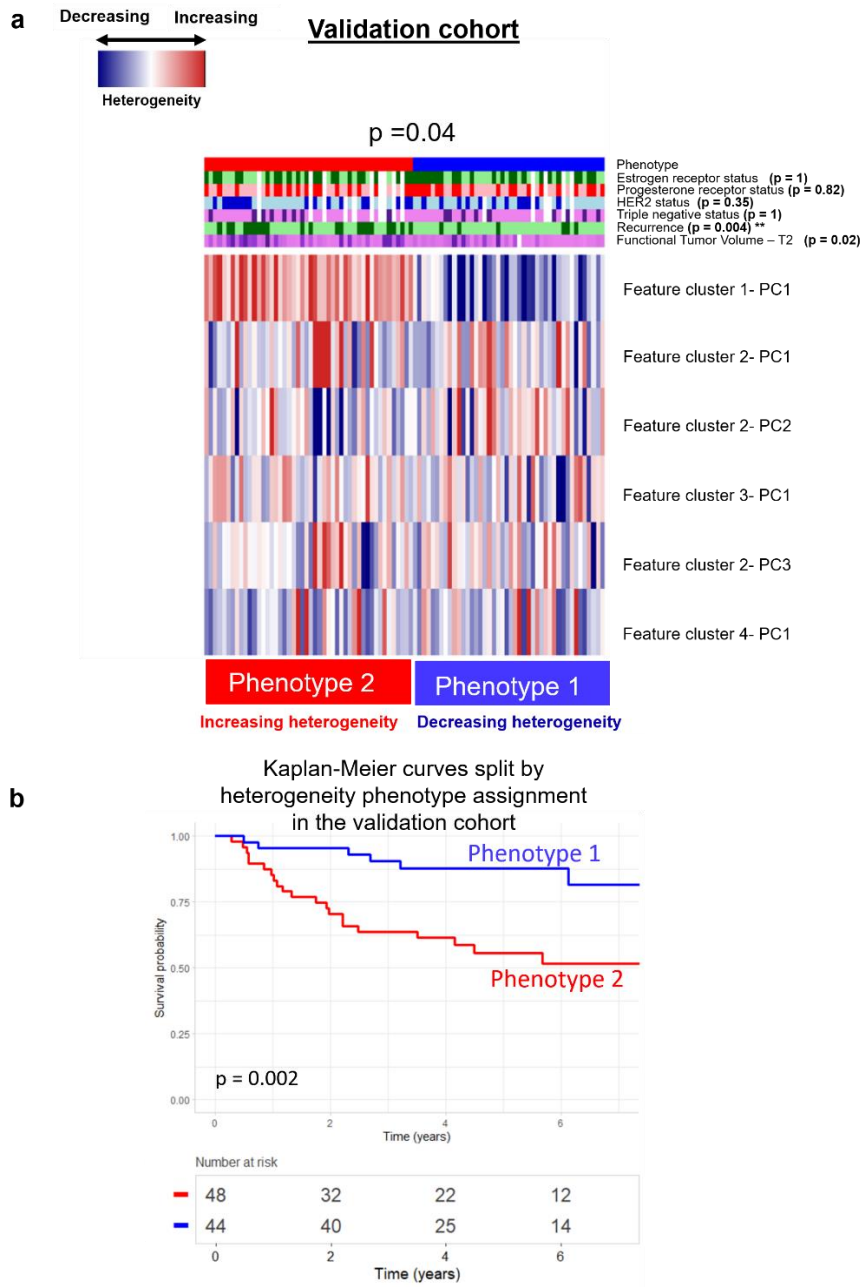 a
Decreasing Increasing
Validation cohort
Heterogeneity
p =0.04
Phenotype
Estrogen receptor status (p = 1)
Progesterone receptor status (p = 0.82)
HER2 status (p = 0.35)
Triple negative status (p = 1)
Recurrence (p = 0.004) **
Functional Tumor Volume – T2 (p = 0.02)
Feature cluster 1- PC1
Feature cluster 2- PC1
Feature cluster 2- PC2
Feature cluster 3- PC1
Feature cluster 2- PC3
Feature cluster 4- PC1
Phenotype 2 Phenotype 1
Increasing heterogeneity Decreasing heterogeneity
b
Kaplan-Meier curves split by
heterogeneity phenotype assignment
in the validation cohort
1.00
Phenotype 1
0.75
Survival probability
0.50
Phenotype 2
0.25
p = 0.002
0.00
0 2 4 6
Time (years)
Number at risk
48 32 22 12
44 40 25 14
0 2 4 6
Time (years)